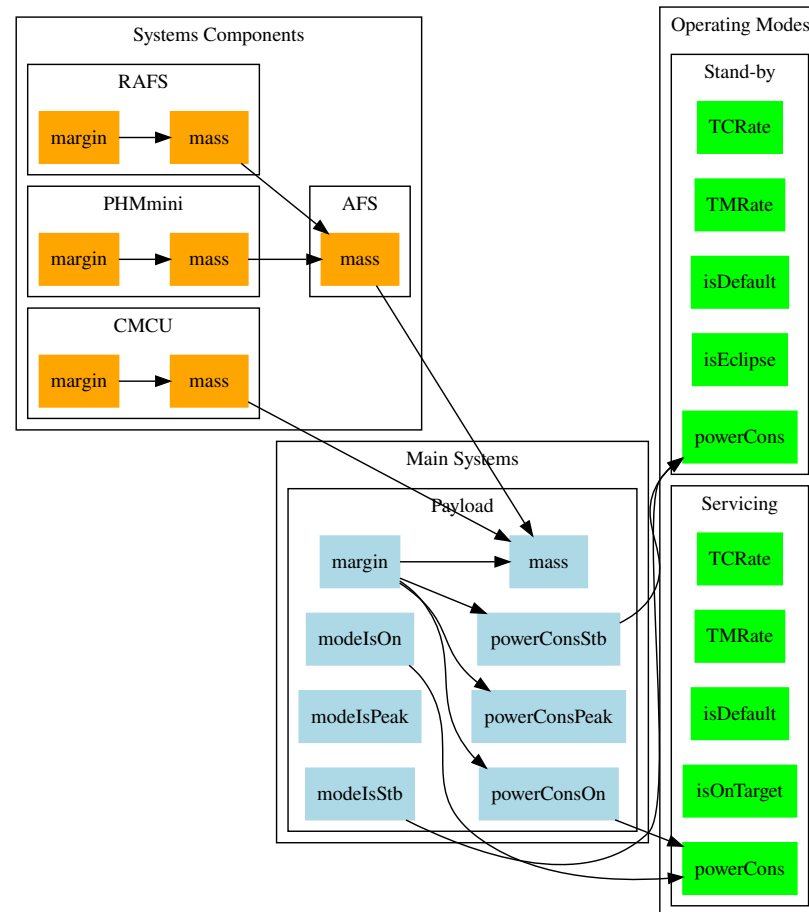 Systems Components
RAFS
margin
mass
PHMmini
margin
mass
AFS
mass
CMCU
margin
mass
Main Systems
Payload
margin
mass
modeIsOn
powerConsStb
modeIsPeak
powerConsPeak
modeIsStb
powerConsOn
Operating Modes
Stand-by
TCRate
TMRate
isDefault
isEclipse
powerCons
Servicing
TCRate
TMRate
isDefault
isOnTarget
powerCons